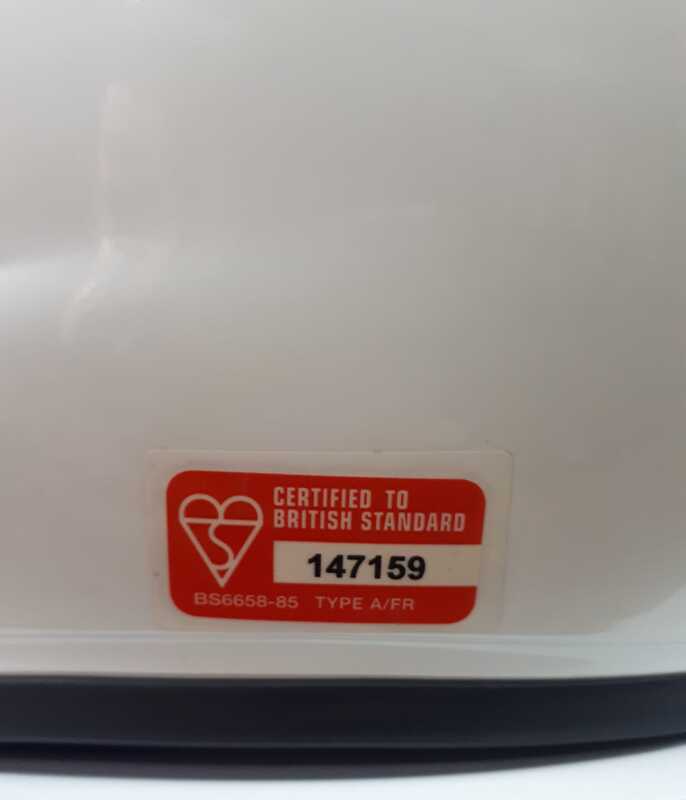 CERTIFIED TO
BRITISH STANDARD
147159
BS6658-85 TYPE A/FR